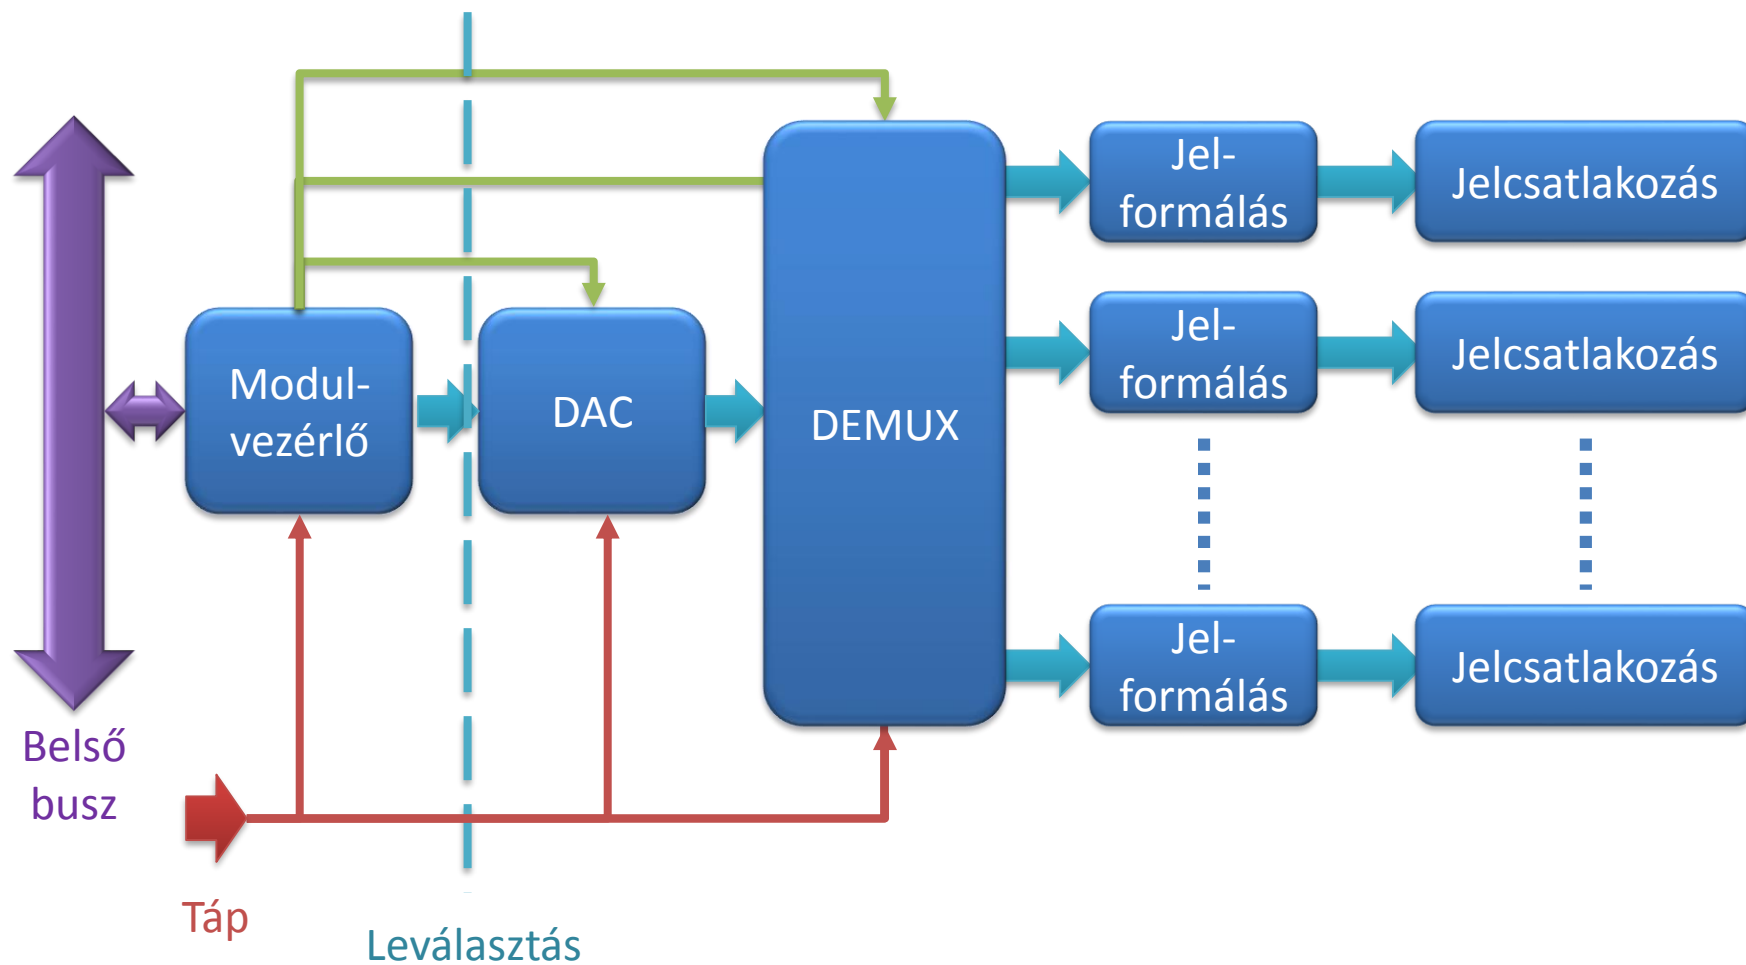 Jel-
formálás
Jelcsatlakozás
Jel-
formálás
Jelcsatlakozás
Modul-
vezérlő
DAC
DEMUX
Jel-
formálás
Jelcsatlakozás
Belső
busz
Táp
Leválasztás